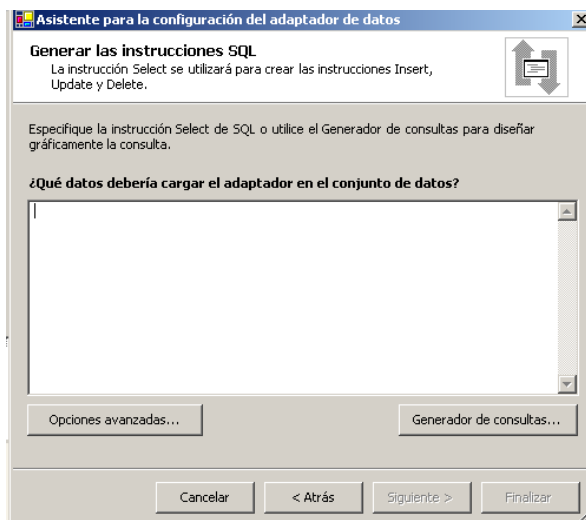 Asistente para la configuración del adaptador de datos
Generar las instrucciones SQL
La instrucción Select se utilizará para crear las instrucciones Insert,
Update y Delete.
Especifique la instrucción Select de SQL o utilice el Generador de consultas para diseñar
gráficamente la consulta.
¿Qué datos debería cargar el adaptador en el conjunto de datos?
Opciones avanzadas...
Generador de consultas...
Cancelar
< Atrás
Siguiente >
Finalizar